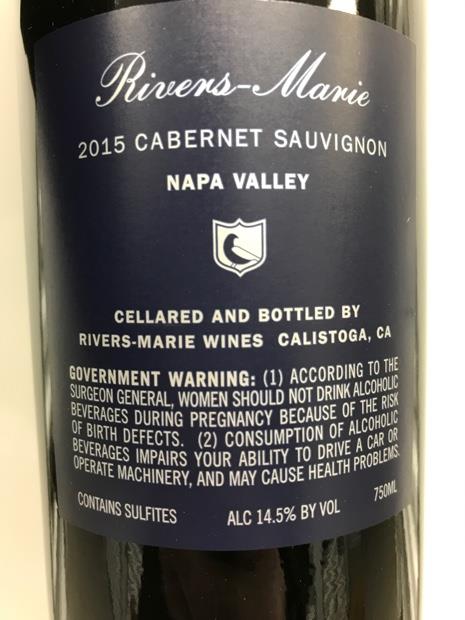 Rivers-Marie
2015 CABERNET SAUVIGNON
NAPA VALLEY
CELLARED AND BOTTLED BY
RIVERS-MARIE WINES CALISTOGA, CA
GOVERNMENT WARNING: (1) ACCORDING TO THE
SURGEON GENERAL, WOMEN SHOULD NOT DRINK ALCOHOLIC
BEVERAGES DURING PREGNANCY BECAUSE OF THE RISK
OF BIRTH DEFECTS. (2) CONSUMPTION OF ALCOHOLIC
BEVERAGES IMPAIRS YOUR ABILITY TO DRIVE A CAR OR
OPERATE MACHINERY, AND MAY CAUSE HEALTH PROBLEMS.
CONTAINS SULFITES ALC 14.5% BY VOL 750ML